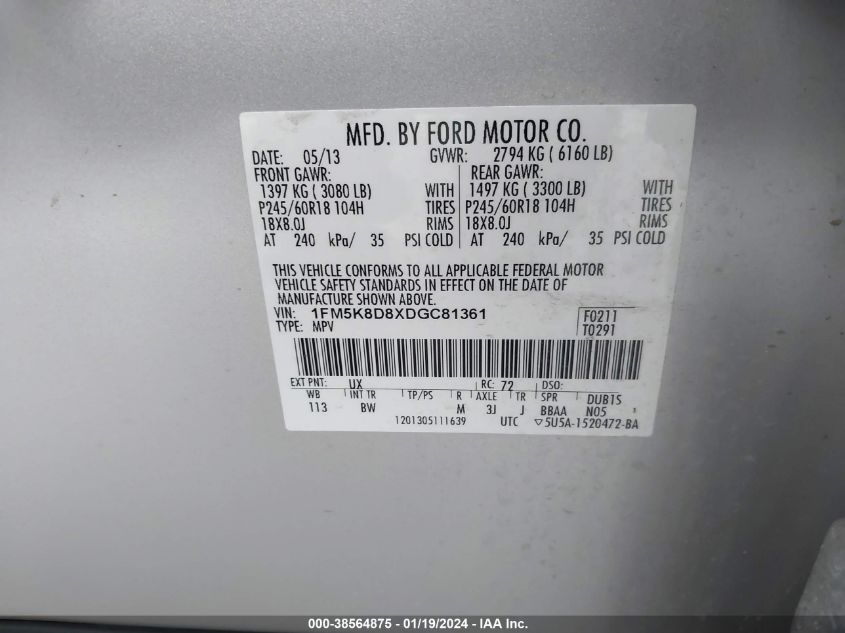 MFD. BY FORD MOTOR CO.
DATE: 05/13 GVWR: 2794 KG ( 6160 LB)
FRONT GAWR: REAR GAWR:
1397 KG ( 3080 LB) WITH 1497 KG ( 3300 LB) WITH
P245/60R18 104H TIRES P245/60R18 104H TIRES
18X8.0J RIMS 18X8.0J RIMS
AT 240 kPa/ 35 PSI COLD AT 240 kPa/ 35 PSI COLD
THIS VEHICLE CONFORMS TO ALL APPLICABLE FEDERAL MOTOR
VEHICLE SAFETY STANDARDS IN EFFECT ON THE DATE OF
MANUFACTURE SHOWN ABOVE.
VIN: 1FM5K8D8XDGC81361 F0211
TYPE: MPV T0291
EXT PNT: UX RC: 72 DSO:
WB INT TR TP/PS R AXLE TR SPR DUB1S
113 BW M 3J J BBAA N05
1201305111639 UTC ▽5U5A-1520472-BA
000-38564875 - 01/19/2024 - IAA Inc.